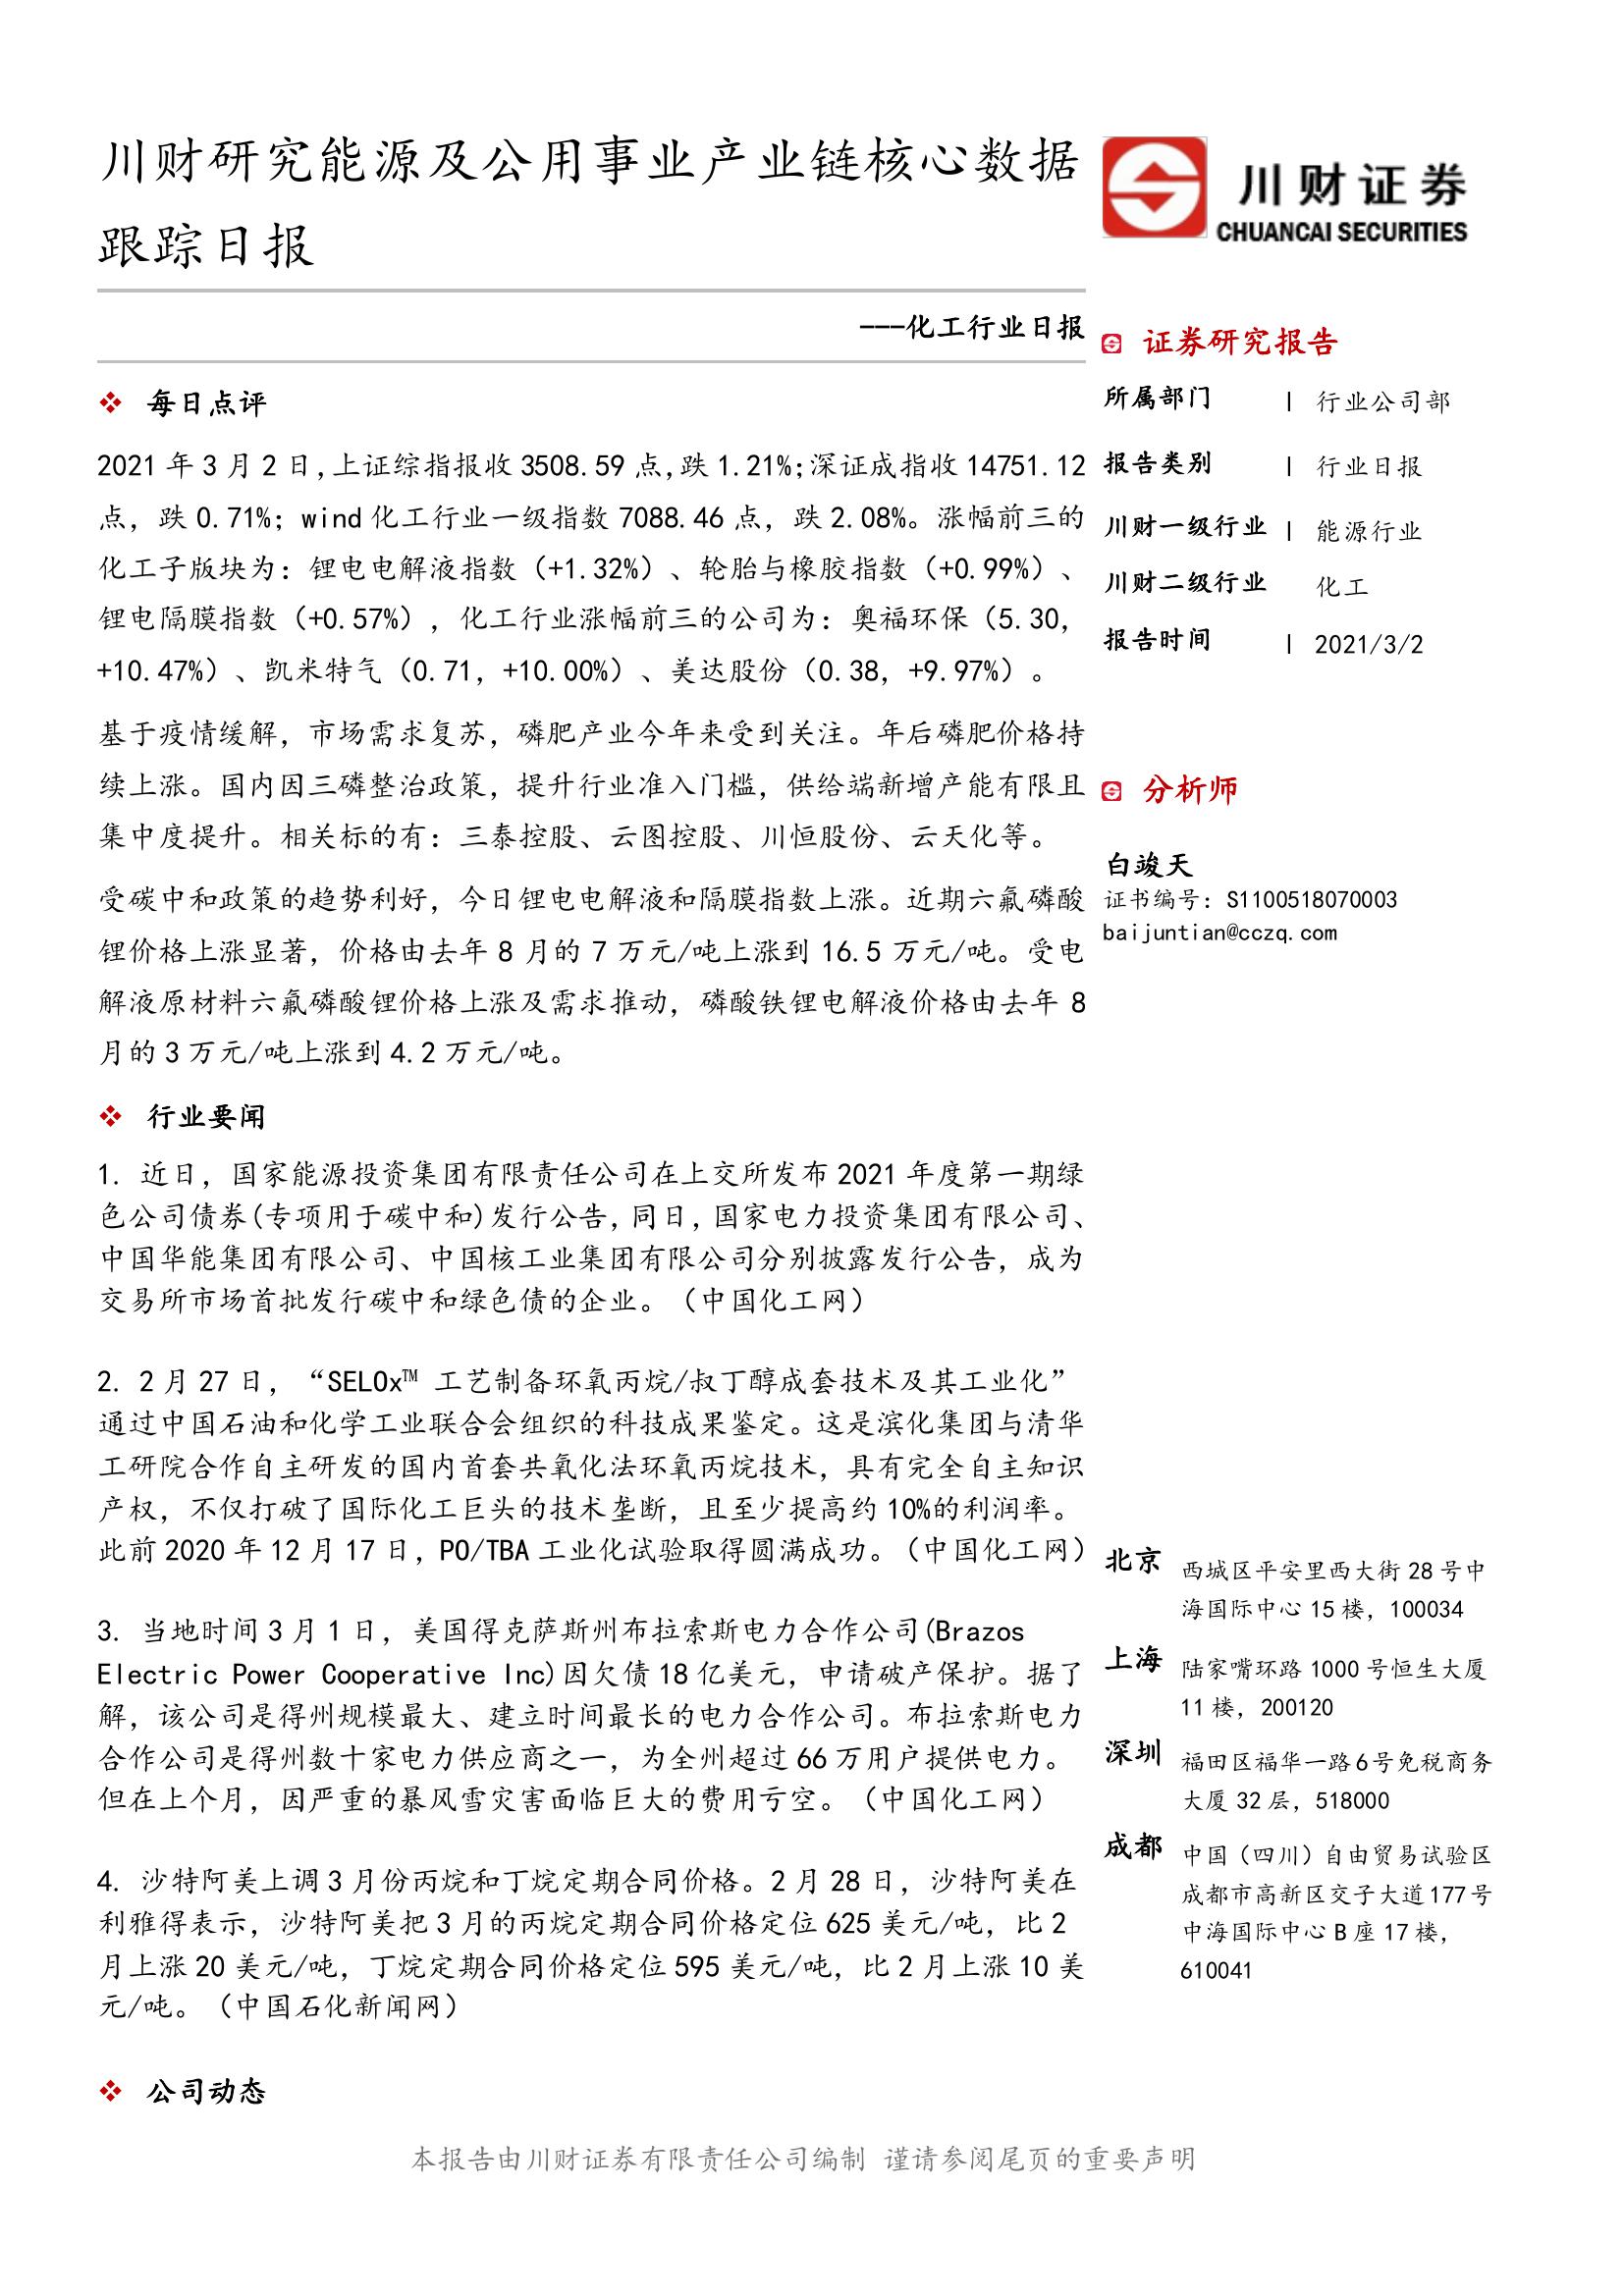 川财研究能源及公用事业产业链核心数据
跟踪日报
---化工行业日报
❖ 每日点评
2021 年 3 月 2 日,上证综指报收 3508.59 点,跌 1.21%;深证成指收 14751.12
点，跌 0.71%；wind 化工行业一级指数 7088.46 点，跌 2.08%。涨幅前三的
化工子版块为：锂电电解液指数（+1.32%）、轮胎与橡胶指数（+0.99%）、
锂电隔膜指数（+0.57%），化工行业涨幅前三的公司为：奥福环保（5.30，
+10.47%）、凯米特气（0.71，+10.00%）、美达股份（0.38，+9.97%）。
基于疫情缓解，市场需求复苏，磷肥产业今年来受到关注。年后磷肥价格持
续上涨。国内因三磷整治政策，提升行业准入门槛，供给端新增产能有限且
集中度提升。相关标的有：三泰控股、云图控股、川恒股份、云天化等。
受碳中和政策的趋势利好，今日锂电电解液和隔膜指数上涨。近期六氟磷酸
锂价格上涨显著，价格由去年 8 月的 7 万元/吨上涨到 16.5 万元/吨。受电
解液原材料六氟磷酸锂价格上涨及需求推动，磷酸铁锂电解液价格由去年 8
月的 3 万元/吨上涨到 4.2 万元/吨。
❖ 行业要闻
1. 近日，国家能源投资集团有限责任公司在上交所发布 2021 年度第一期绿
色公司债券(专项用于碳中和)发行公告,同日,国家电力投资集团有限公司、
中国华能集团有限公司、中国核工业集团有限公司分别披露发行公告，成为
交易所市场首批发行碳中和绿色债的企业。（中国化工网）
2. 2 月 27 日，“SELOx™ 工艺制备环氧丙烷/叔丁醇成套技术及其工业化”
通过中国石油和化学工业联合会组织的科技成果鉴定。这是滨化集团与清华
工研院合作自主研发的国内首套共氧化法环氧丙烷技术，具有完全自主知识
产权，不仅打破了国际化工巨头的技术垄断，且至少提高约 10%的利润率。
此前 2020 年 12 月 17 日，PO/TBA 工业化试验取得圆满成功。（中国化工网）
3. 当地时间 3 月 1 日，美国得克萨斯州布拉索斯电力合作公司(Brazos
Electric Power Cooperative Inc)因欠债 18 亿美元，申请破产保护。据了
解，该公司是得州规模最大、建立时间最长的电力合作公司。布拉索斯电力
合作公司是得州数十家电力供应商之一，为全州超过 66 万用户提供电力。
但在上个月，因严重的暴风雪灾害面临巨大的费用亏空。（中国化工网）
4. 沙特阿美上调 3 月份丙烷和丁烷定期合同价格。2 月 28 日，沙特阿美在
利雅得表示，沙特阿美把 3 月的丙烷定期合同价格定位 625 美元/吨，比 2
月上涨 20 美元/吨，丁烷定期合同价格定位 595 美元/吨，比 2 月上涨 10 美
元/吨。（中国石化新闻网）
❖ 公司动态
川财证券
CHUANCAI SECURITIES
证券研究报告
所属部门 | 行业公司部
报告类别 | 行业日报
川财一级行业 | 能源行业
川财二级行业 化工
报告时间 | 2021/3/2
分析师
白竣天
证书编号：S1100518070003
baijuntian@cczq.com
北京 西城区平安里西大街 28 号中
海国际中心 15 楼，100034
上海 陆家嘴环路 1000 号恒生大厦
11 楼，200120
深圳 福田区福华一路 6 号免税商务
大厦 32 层，518000
成都 中国（四川）自由贸易试验区
成都市高新区交子大道 177 号
中海国际中心 B 座 17 楼，
610041
本报告由川财证券有限责任公司编制 谨请参阅尾页的重要声明